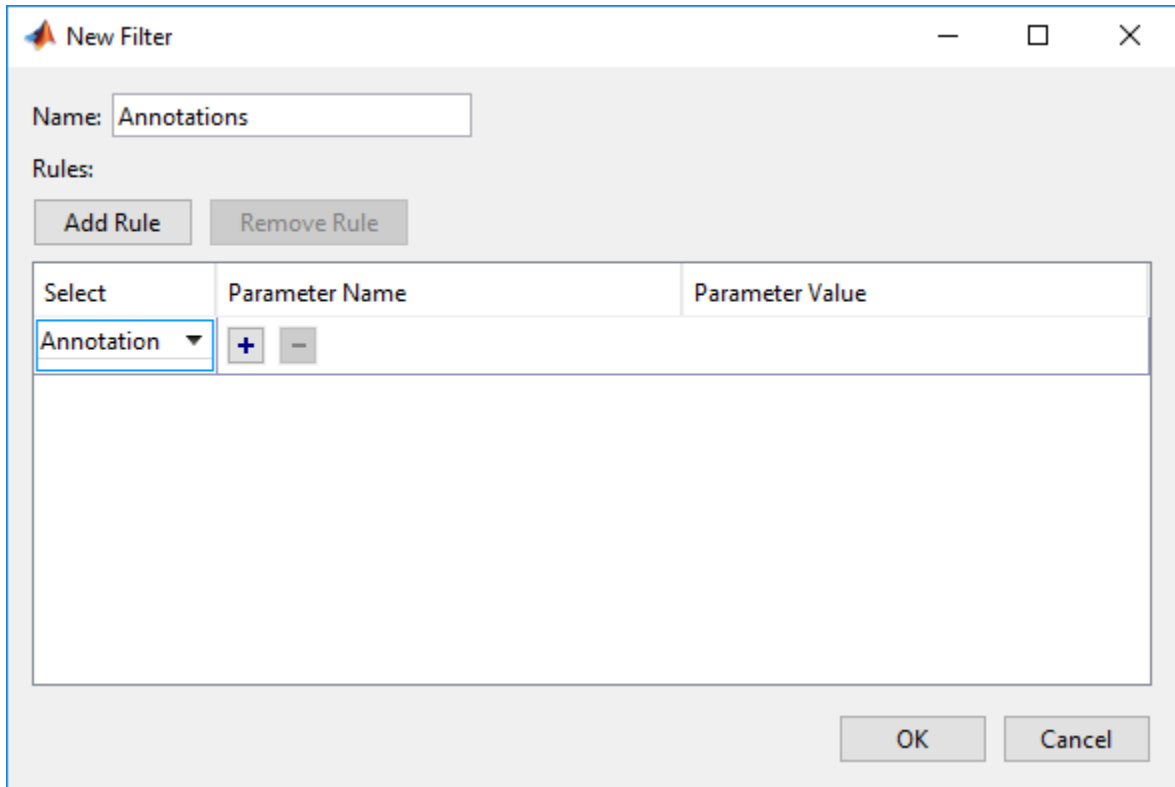 New Filter
Name: Annotations
Rules:
Add Rule Remove Rule
Select Parameter Name Parameter Value
Annotation + -
OK Cancel